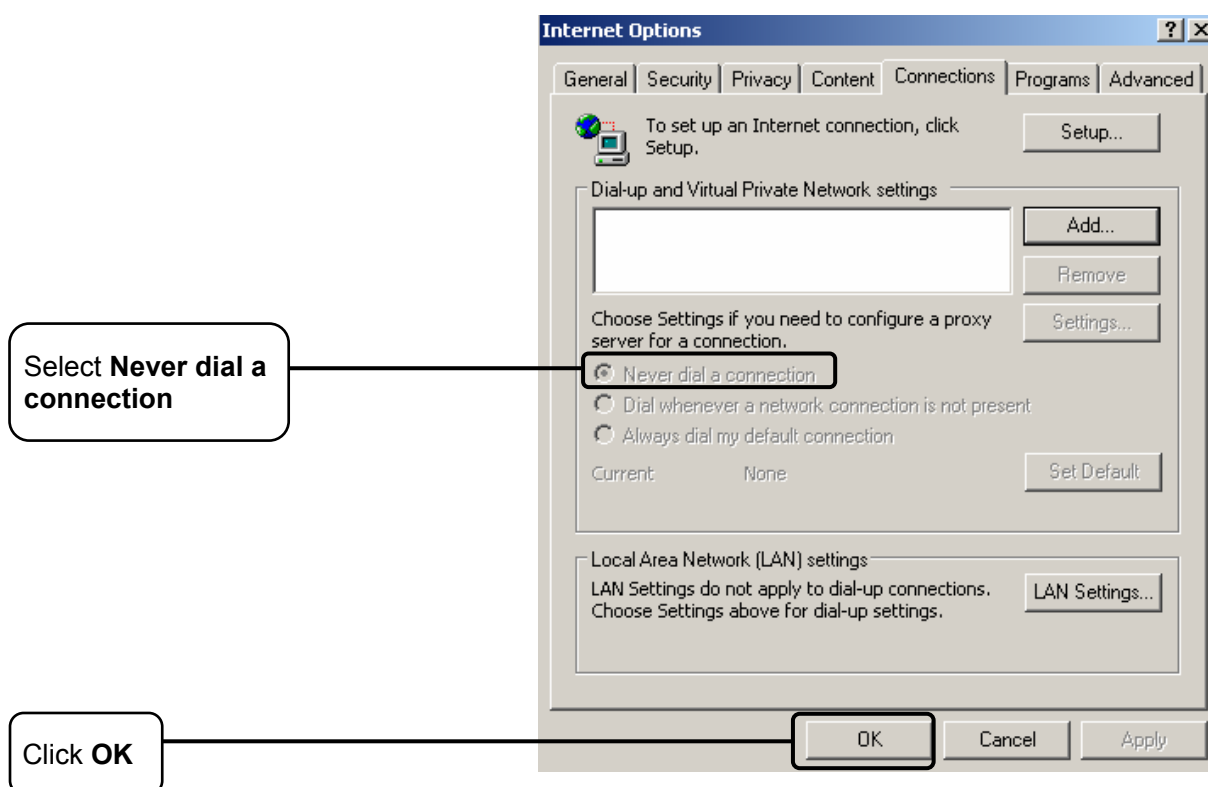 Internet Options
General Security Privacy Content Connections Programs Advanced
To set up an Internet connection, click
Setup.
Setup...
Dial-up and Virtual Private Network settings
Add...
Remove
Choose Settings if you need to configure a proxy
server for a connection.
Settings...
Select Never dial a
connection
Never dial a connection
Dial whenever a network connection is not present
Always dial my default connection
Current None
Set Default
Local Area Network (LAN) settings
LAN Settings do not apply to dial-up connections.
Choose Settings above for dial-up settings.
LAN Settings...
Click OK
OK Cancel Apply